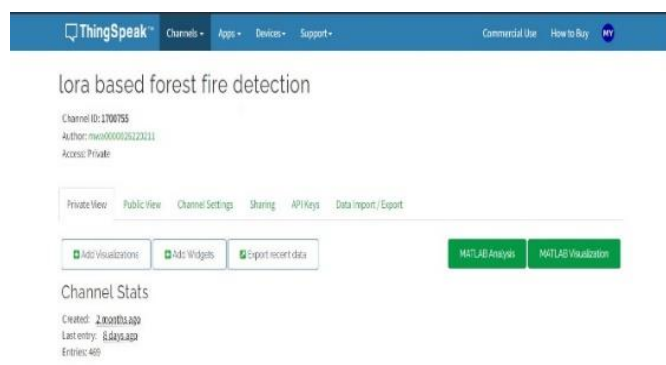 ThingSpeak™ Channels Apps Devices Support Commercial Use How to Buy MY
lora based forest fire detection
Channel ID: 1700755
Author: mwa0000026220211
Access: Private
Private View Public View Channel Settings Sharing API Keys Data Import / Export
Add Visualizations Add Widgets Export recent data MATLAB Analysis MATLAB Visualization
Channel Stats
Created: 2 months ago
Last entry: 8 days ago
Entries: 469